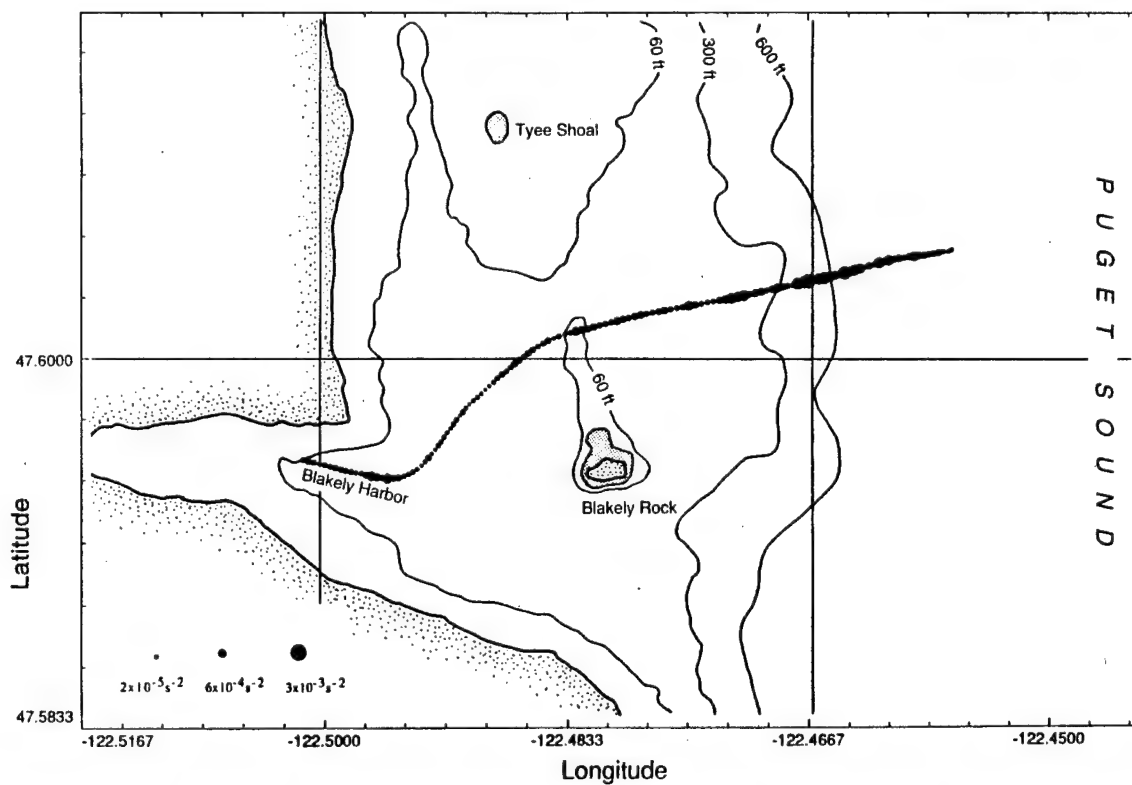 60 ft
300 ft
600 ft
Tyee Shoal
PUGET SOUND
47.6000
60 ft
Blakely Harbor
Blakely Rock
Latitude
2x10⁻⁵s⁻²
6x10⁻⁴s⁻²
3x10⁻³s⁻²
47.5833
-122.5167
-122.5000
-122.4833
-122.4667
-122.4500
Longitude